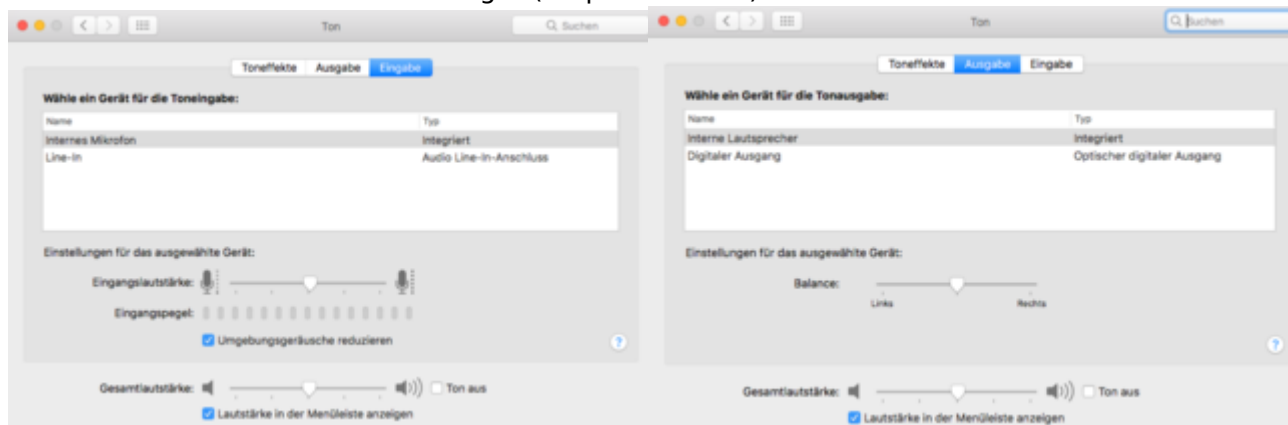 Ton
Suchen
Toneffekte Ausgabe Eingabe
Wähle ein Gerät für die Toneingabe:
Name Typ
Internes Mikrofon Integriert
Line-In Audio Line-In-Anschluss
Einstellungen für das ausgewählte Gerät:
Eingangslautstärke:
Eingangspegel:
Umgebungsgeräusche reduzieren
?
Gesamtlautstärke: Ton aus
Lautstärke in der Menüleiste anzeigen
Ton
Suchen
Toneffekte Ausgabe Eingabe
Wähle ein Gerät für die Tonausgabe:
Name Typ
Interne Lautsprecher Integriert
Digitaler Ausgang Optischer digitaler Ausgang
Einstellungen für das ausgewählte Gerät:
Balance:
Links Rechts
?
Gesamtlautstärke: Ton aus
Lautstärke in der Menüleiste anzeigen